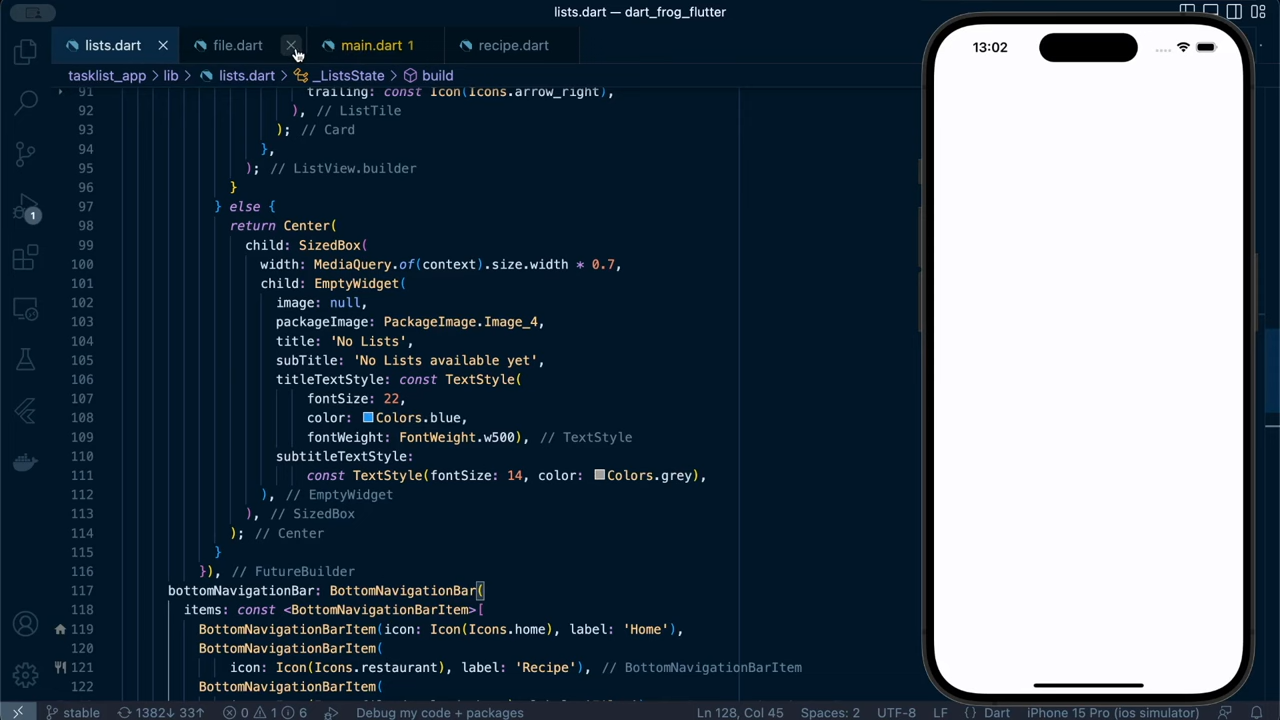 lists.dart — dart_frog_flutter
lists.dart
file.dart
main.dart 1
recipe.dart
tasklist_app > lib > lists.dart > _ListsState > build
91 trailing: const Icon(Icons.arrow_right),
92 ), // ListTile
93 ); // Card
94 },
95 ); // ListView.builder
96 }
97 } else {
98 return Center(
99 child: SizedBox(
100 width: MediaQuery.of(context).size.width * 0.7,
101 child: EmptyWidget(
102 image: null,
103 packageImage: PackageImage.Image_4,
104 title: 'No Lists',
105 subTitle: 'No Lists available yet',
106 titleTextStyle: const TextStyle(
107 fontSize: 22,
108 color: Colors.blue,
109 fontWeight: FontWeight.w500), // TextStyle
110 subtitleTextStyle:
111 const TextStyle(fontSize: 14, color: Colors.grey),
112 ), // EmptyWidget
113 ), // SizedBox
114 ); // Center
115 }
116 }), // FutureBuilder
117 bottomNavigationBar: BottomNavigationBar(
118 items: const <BottomNavigationBarItem>[
119 BottomNavigationBarItem(icon: Icon(Icons.home), label: 'Home'),
120 BottomNavigationBarItem(
121 icon: Icon(Icons.restaurant), label: 'Recipe'), // BottomNavigationBarItem
122 BottomNavigationBarItem(
1
13:02
stable 1382↓ 33↑ 0 1 6 Debug my code + packages Ln 128, Col 45 Spaces: 2 UTF-8 LF {} Dart iPhone 15 Pro (ios simulator)